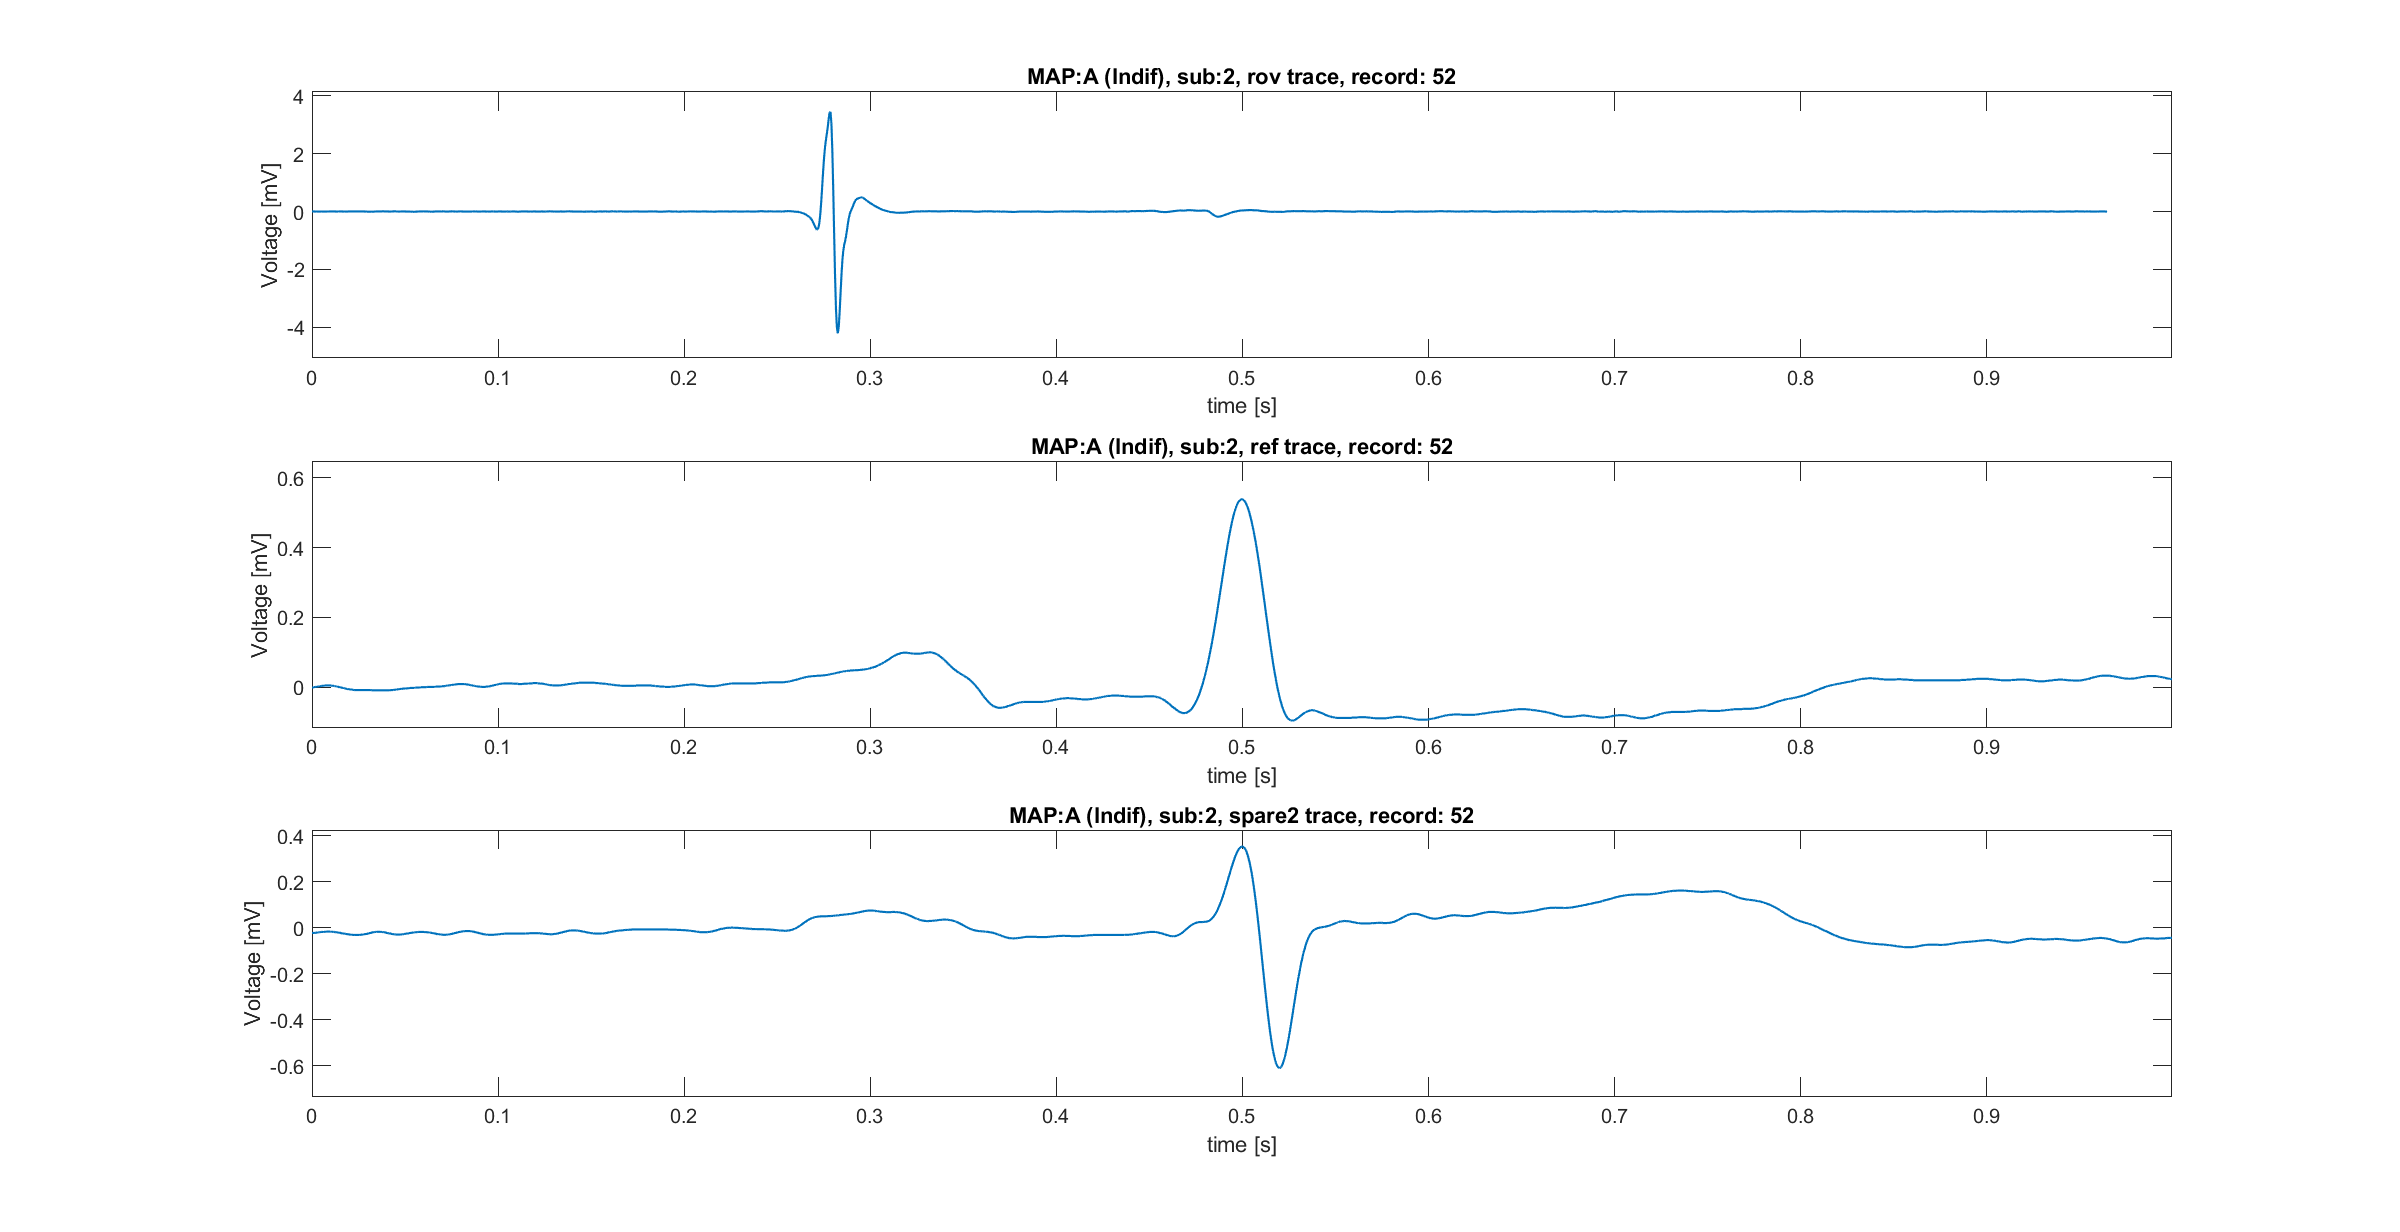 MAP:A (Indif), sub:2, rov trace, record: 52
Voltage [mV]
4
2
0
-2
-4
0 0.1 0.2 0.3 0.4 0.5 0.6 0.7 0.8 0.9
time [s]
MAP:A (Indif), sub:2, ref trace, record: 52
Voltage [mV]
0.6
0.4
0.2
0
0 0.1 0.2 0.3 0.4 0.5 0.6 0.7 0.8 0.9
time [s]
MAP:A (Indif), sub:2, spare2 trace, record: 52
Voltage [mV]
0.4
0.2
0
-0.2
-0.4
-0.6
0 0.1 0.2 0.3 0.4 0.5 0.6 0.7 0.8 0.9
time [s]